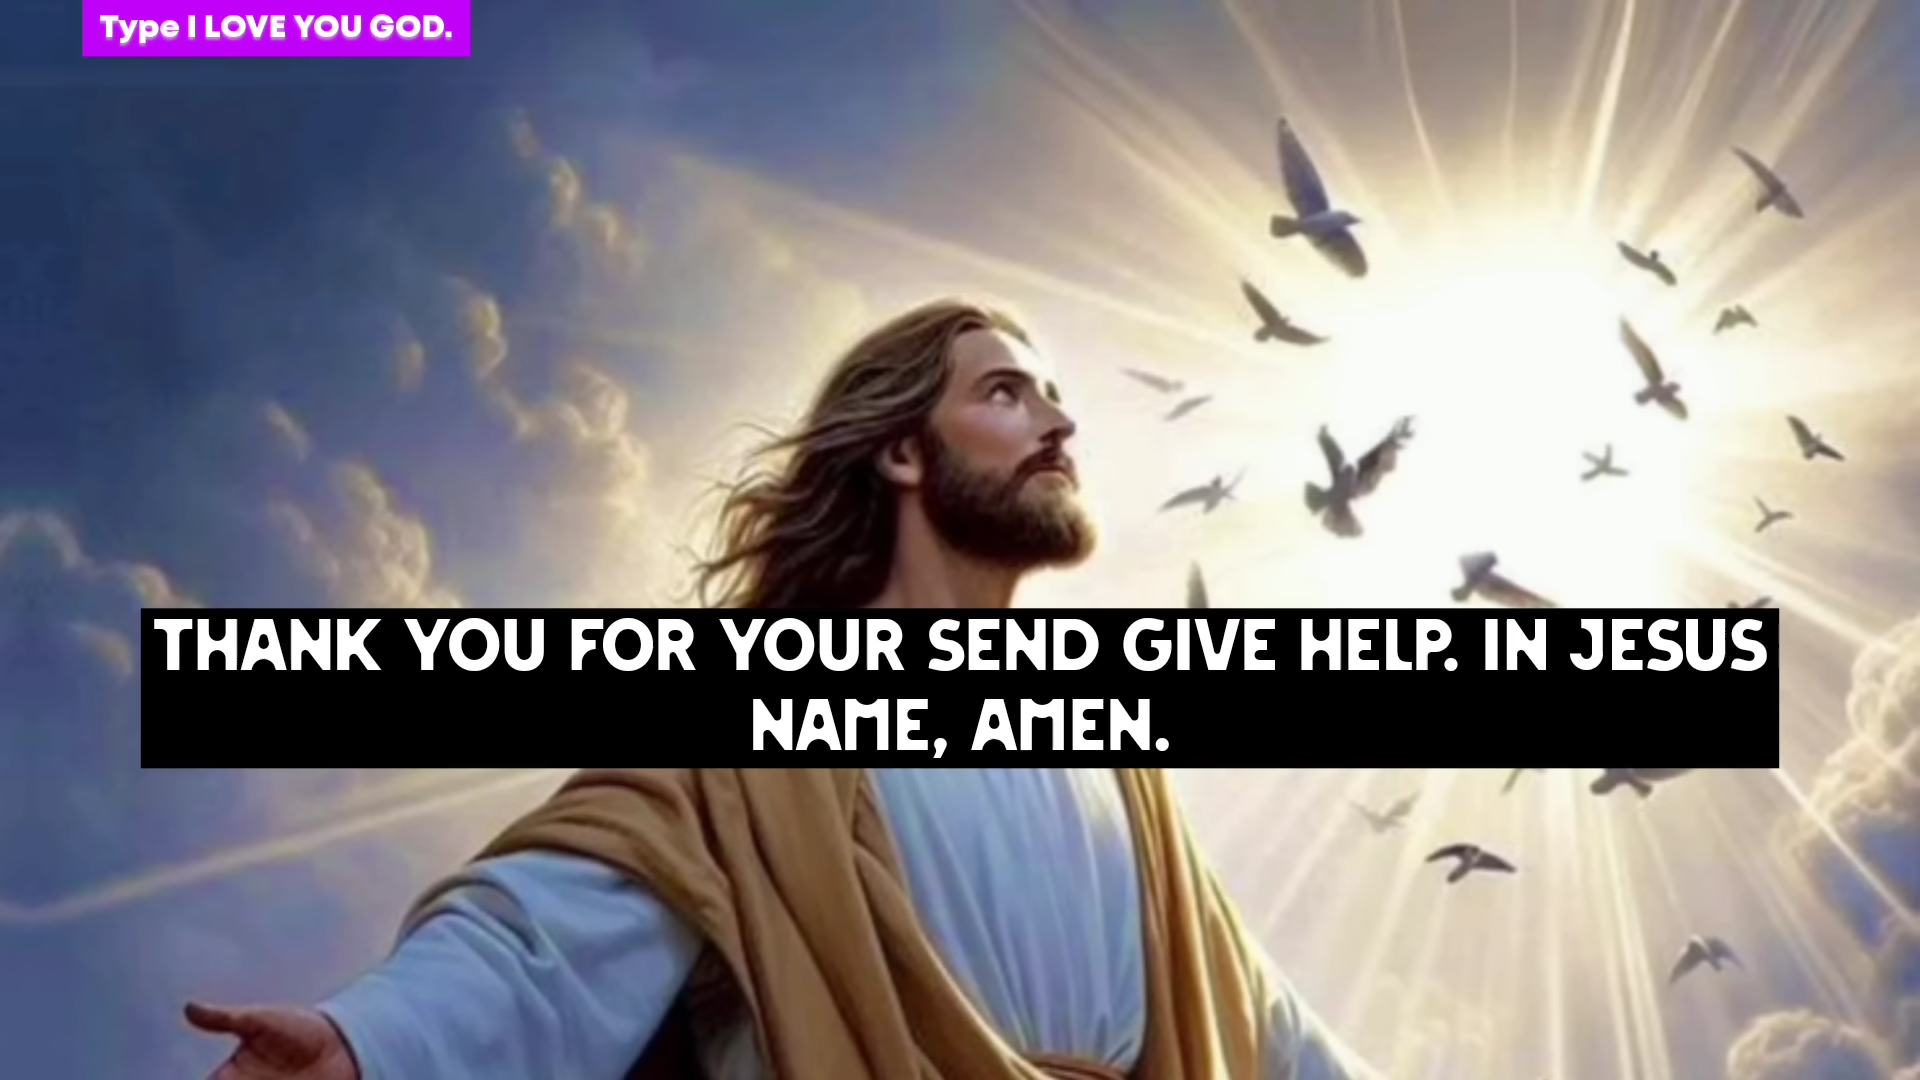 Type I LOVE YOU GOD.
THANK YOU FOR YOUR SEND GIVE HELP. IN JESUS
NAME, AMEN.